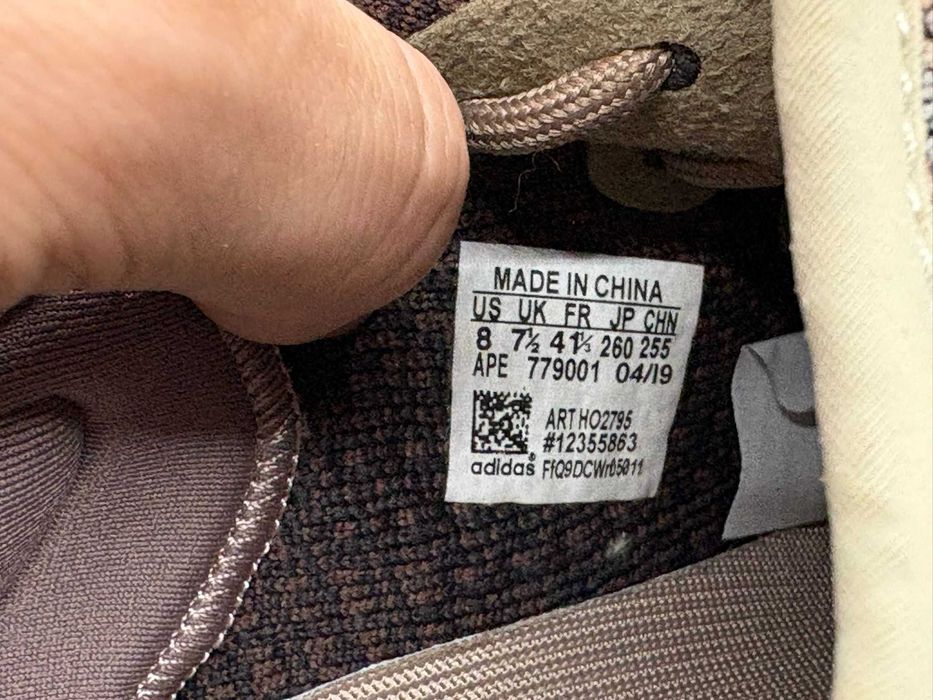 MADE IN CHINA
US UK FR JP CHN
8 7½ 41⅓ 260 255
APE 779001 04/19
ART HO2795
#12355863
adidas® FfQ9DCWr05011